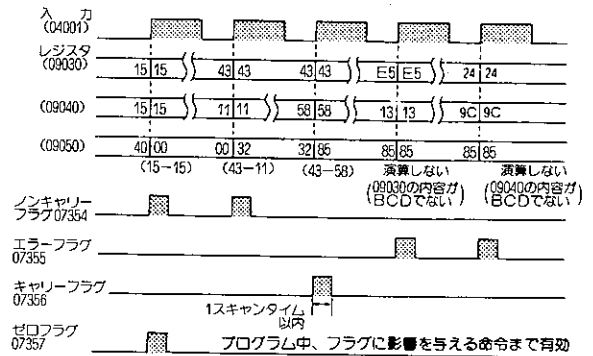 入 力
(04001)
レジスタ
(09030) 15 15 43 43 43 43 E5 E5 24 24
(09040) 15 15 11 11 58 58 13 13 9C 9C
(09050) 40 00 00 32 32 85 85 85 85 85
(15−15) (43−11) (43−58) 演算しない 演算しない
(09030の内容が BCDでない) (09040の内容が BCDでない)
ノンキャリー
フラグ07354
エラーフラグ
07355
キャリーフラグ
07356
1スキャンタイム
以内
ゼロフラグ
07357
プログラム中、フラグに影響を与える命令まで有効